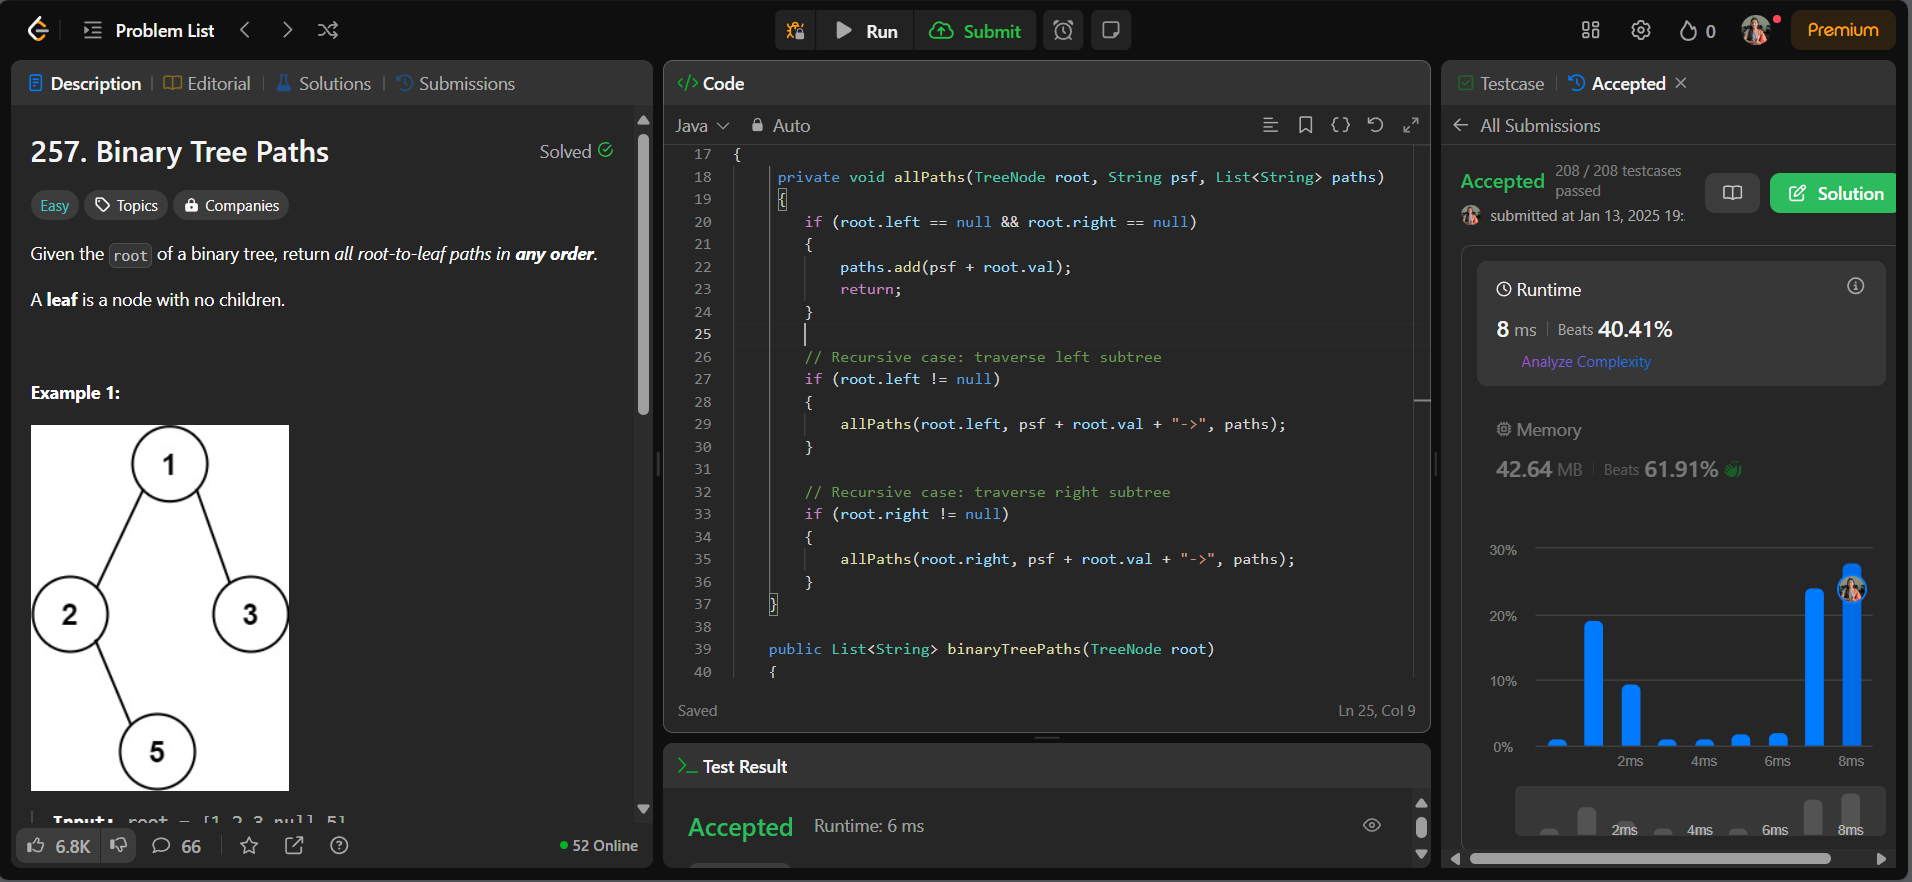 Problem List
Run
Submit
0
Premium
Description
Editorial
Solutions
Submissions
257. Binary Tree Paths
Solved
Easy
Topics
Companies
Given the root of a binary tree, return all root-to-leaf paths in any order.
A leaf is a node with no children.
Example 1:
1
2
3
5
Input: root = [1,2,3,null,5]
6.8K
66
52 Online
</> Code
Java
Auto
17 {
18 private void allPaths(TreeNode root, String psf, List<String> paths)
19 {
20 if (root.left == null && root.right == null)
21 {
22 paths.add(psf + root.val);
23 return;
24 }
25
26 // Recursive case: traverse left subtree
27 if (root.left != null)
28 {
29 allPaths(root.left, psf + root.val + "->", paths);
30 }
31
32 // Recursive case: traverse right subtree
33 if (root.right != null)
34 {
35 allPaths(root.right, psf + root.val + "->", paths);
36 }
37 }
38
39 public List<String> binaryTreePaths(TreeNode root)
40 {
Saved
Ln 25, Col 9
Test Result
Accepted
Runtime: 6 ms
Testcase
Accepted
All Submissions
Accepted
208 / 208 testcases
passed
submitted at Jan 13, 2025 19:
Solution
Runtime
8 ms
Beats 40.41%
Analyze Complexity
Memory
42.64 MB
Beats 61.91%
30%
20%
10%
0%
2ms
4ms
6ms
8ms
2ms
4ms
6ms
8ms